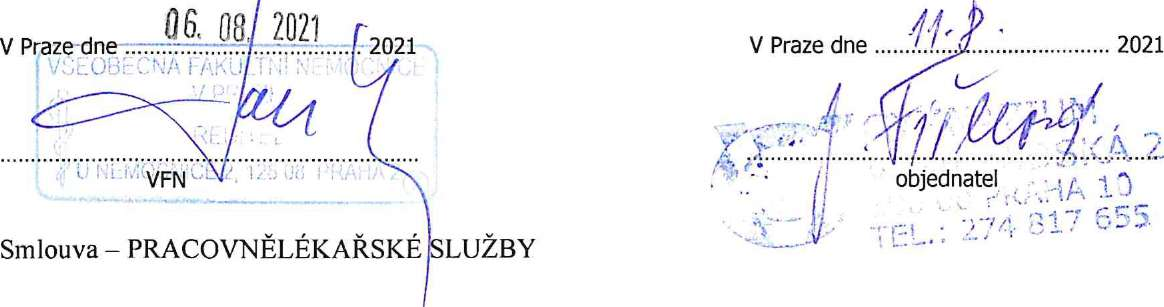 06. 08. 2021
V Praze dne .......................... 2021
VŠEOBECNÁ FAKULTNÍ NEMOCNICE
V PRAZE
U NEMOCNICE 2, 128 08 PRAHA 2
VFN
V Praze dne 11.8. 2021
objednatel
PRAHA 10
TEL.: 274 817 655
Smlouva – PRACOVNĚLÉKAŘSKÉ SLUŽBY